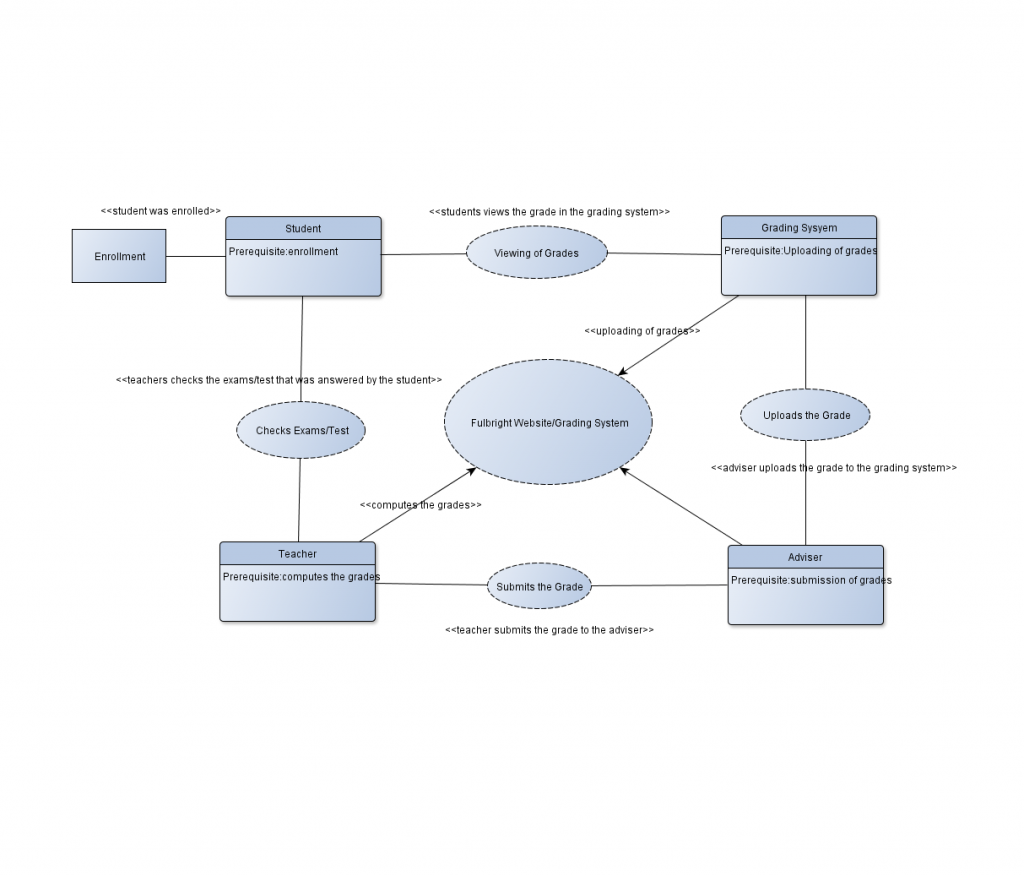 <<student was enrolled>>
<<students views the grade in the grading system>>
Enrollment
Student
Prerequisite:enrollment
Viewing of Grades
Grading Sysyem
Prerequisite:Uploading of grades
<<uploading of grades>>
<<teachers checks the exams/test that was answered by the student>>
Checks Exams/Test
Fulbright Website/Grading System
Uploads the Grade
<<adviser uploads the grade to the grading system>>
<<computes the grades>>
Teacher
Prerequisite:computes the grades
Submits the Grade
Adviser
Prerequisite:submission of grades
<<teacher submits the grade to the adviser>>